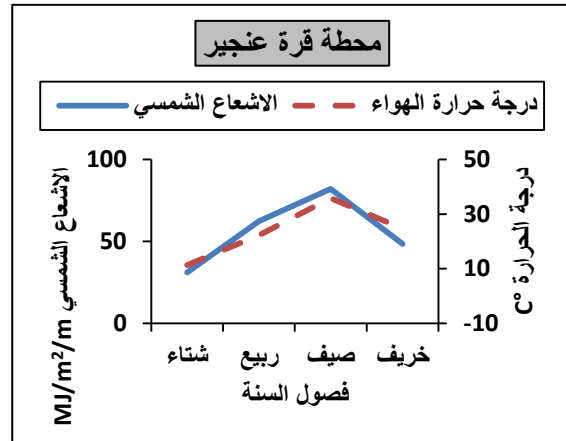 محطة قرة عنجير
الاشعاع الشمسي
درجة حرارة الهواء
الاشعاع الشمسي MJ/m²/m
100
50
0
درجة الحرارة C°
50
30
10
-10
شتاء ربيع صيف خريف
فصول السنة